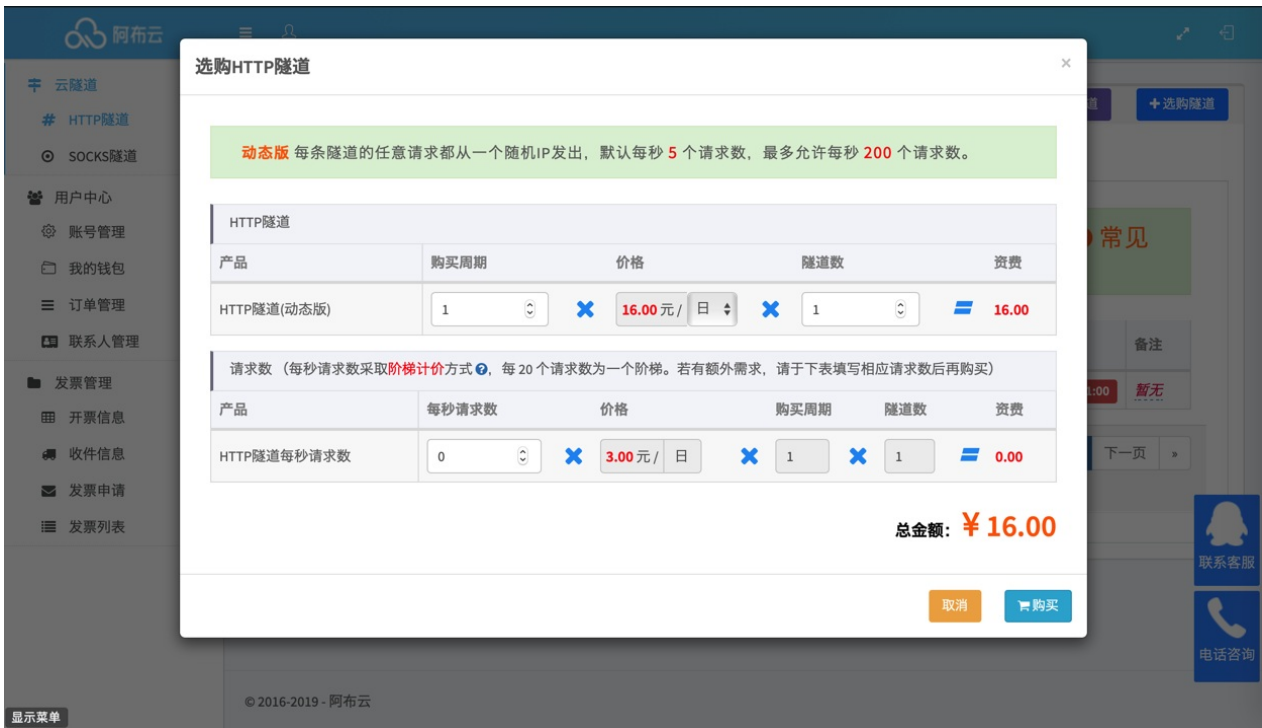 阿布云
选购HTTP隧道
×
云隧道
HTTP隧道
SOCKS隧道
用户中心
账号管理
我的钱包
订单管理
联系人管理
发票管理
开票信息
收件信息
发票申请
发票列表
道
+选购隧道
动态版 每条隧道的任意请求都从一个随机IP发出，默认每秒 5 个请求数，最多允许每秒 200 个请求数。
HTTP隧道
产品 购买周期 价格 隧道数 资费
HTTP隧道(动态版) 1 16.00 元 / 日 1 16.00
请求数 （每秒请求数采取阶梯计价方式，每 20 个请求数为一个阶梯。若有额外需求，请于下表填写相应请求数后再购买）
产品 每秒请求数 价格 购买周期 隧道数 资费
HTTP隧道每秒请求数 0 3.00 元 / 日 1 1 0.00
总金额: ¥ 16.00
取消 购买
常见
备注
:00 暂无
下一页 »
联系客服
电话咨询
© 2016-2019 - 阿布云
显示菜单